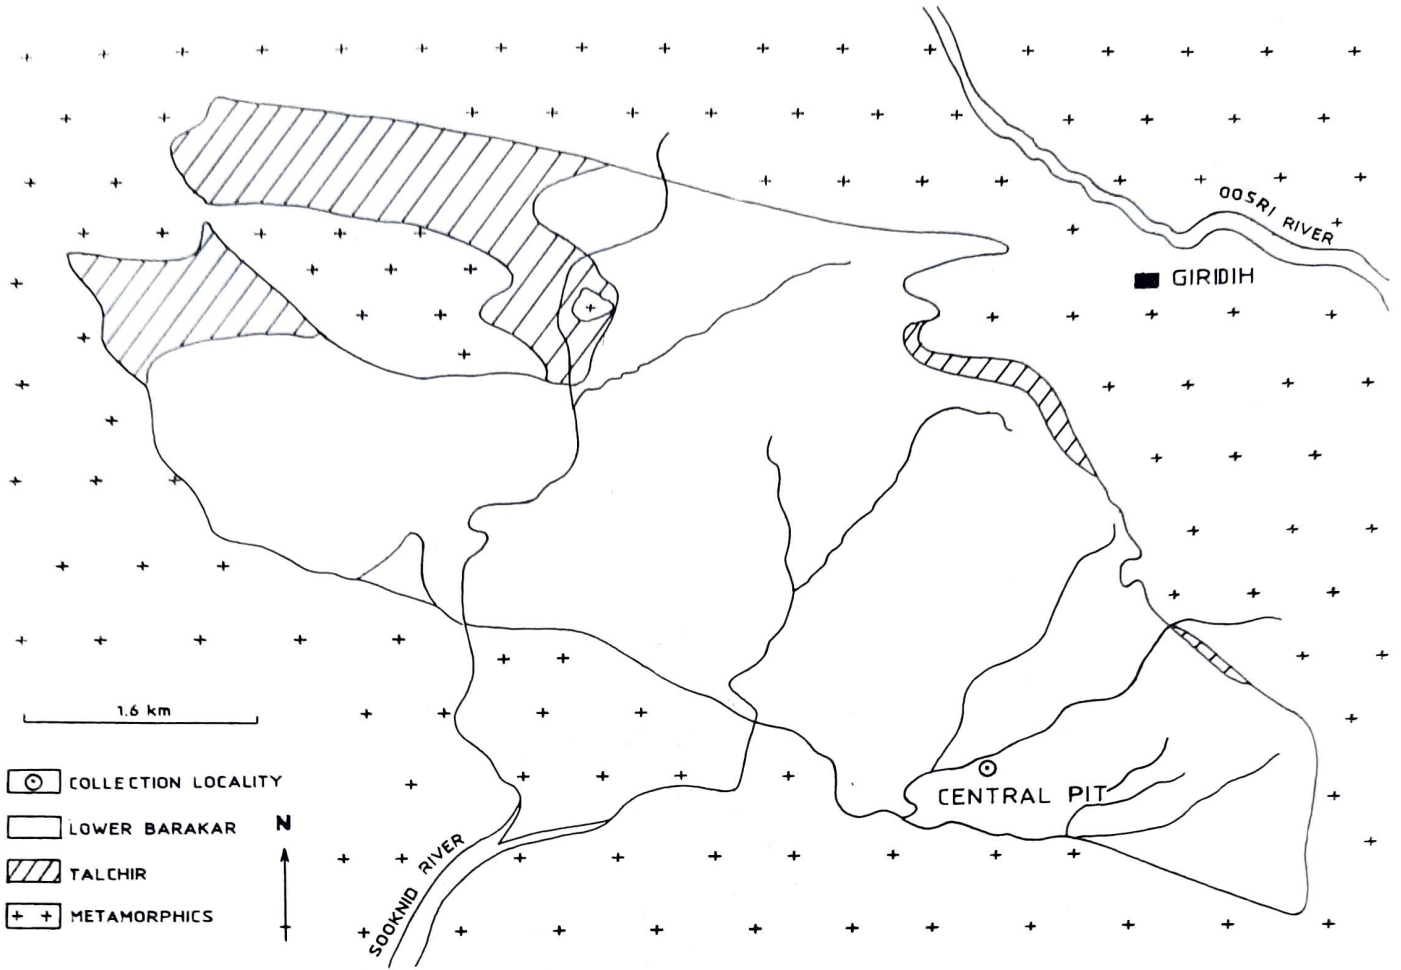 OOSRI RIVER
GIRIDIH
1.6 km
COLLECTION LOCALITY
CENTRAL PIT
LOWER BARAKAR
N
TALCHIR
METAMORPHICS
SOOKNID RIVER